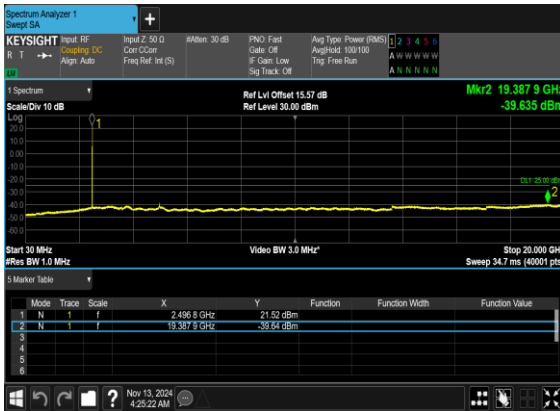 Spectrum Analyzer 1
Swept SA
KEYSIGHT Input: RF Input Z: 50 Ω #Atten: 30 dB PNO: Fast Avg Type: Power (RMS) 1 2 3 4 5 6
R T Coupling: DC Corr CCorr Gate: Off Avg|Hold: 100/100 A W W W W W
Align: Auto Freq Ref: Int (S) IF Gain: Low Trig: Free Run
Sig Track: Off A N N N N N
1 Spectrum
Scale/Div 10 dB
Ref Lvl Offset 15.57 dB
Ref Level 30.00 dBm
Mkr2 19.387 9 GHz
-39.635 dBm
Log
20.0
10.0
0.00
-10.0
-20.0
-30.0
-40.0
-50.0
-60.0
1
DL1 -25.00 dBm
2
Start 30 MHz Video BW 3.0 MHz* Stop 20.000 GHz
#Res BW 1.0 MHz Sweep 34.7 ms (40001 pts)
5 Marker Table
Mode Trace Scale X Y Function Function Width Function Value
1 N 1 f 2.496 8 GHz 21.52 dBm
2 N 1 f 19.387 9 GHz -39.64 dBm
3
4
5
6
? Nov 13, 2024
4:25:22 AM